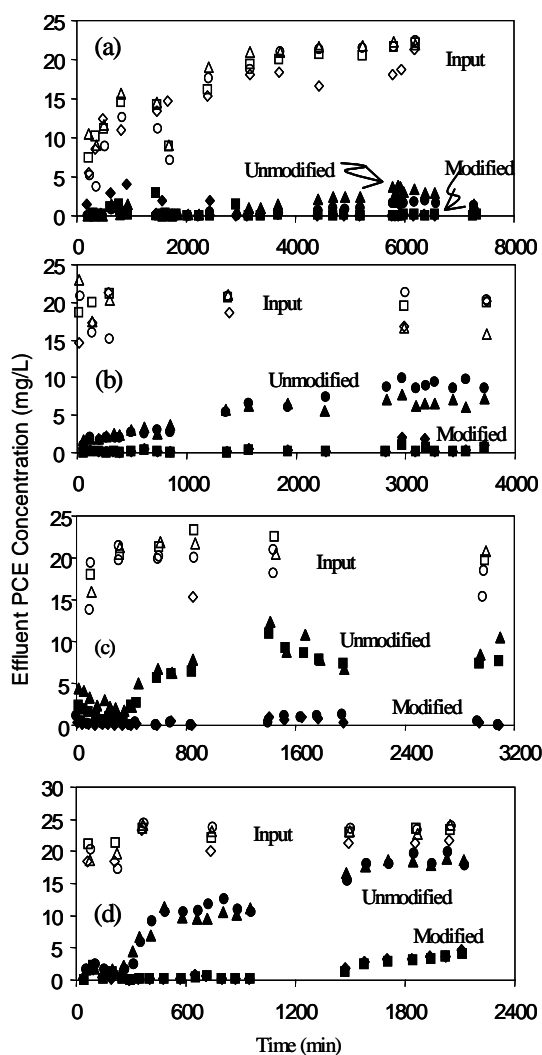 25
(a)
20
Input
15
10
Unmodified
Modified
5
0
0 2000 4000 6000 8000
25
20
Input
15
(b)
Unmodified
10
5
Modified
0
0 1000 2000 3000 4000
Effluent PCE Concentration (mg/L)
25
20
Input
15
10
Unmodified
(c)
5
Modified
0
0 800 1600 2400 3200
30
25
Input
20
15
Unmodified
10
(d)
Modified
5
0
0 600 1200 1800 2400
Time (min)